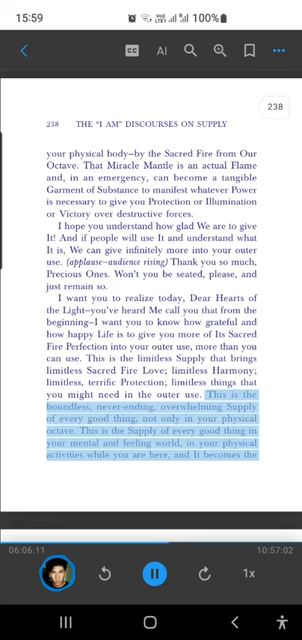 15:59
100%
CC
AI
238
238 THE "I AM" DISCOURSES ON SUPPLY
your physical body—by the Sacred Fire from Our
Octave. That Miracle Mantle is an actual Flame
and, in an emergency, can become a tangible
Garment of Substance to manifest whatever Power
is necessary to give you Protection or Illumination
or Victory over destructive forces.
I hope you understand how glad We are to give
It! And if people will use It and understand what
It is, We can give infinitely more into your outer
use. (applause—audience rising) Thank you so much,
Precious Ones. Won't you be seated, please, and
just remain so.
I want you to realize today, Dear Hearts of
the Light—you've heard Me call you that from the
beginning—I want you to know how grateful and
how happy Life is to give you more of Its Sacred
Fire Perfection into your outer use, more than you
can use. This is the limitless Supply that brings
limitless Sacred Fire Love; limitless Harmony;
limitless, terrific Protection; limitless things that
you might need in the outer use. This is the
boundless, never-ending, overwhelming Supply
of every good thing, not only in your physical
octave. This is the Supply of every good thing in
your mental and feeling world, in your physical
activities while you are here, and It becomes the
06:06:11
10:57:02
1x